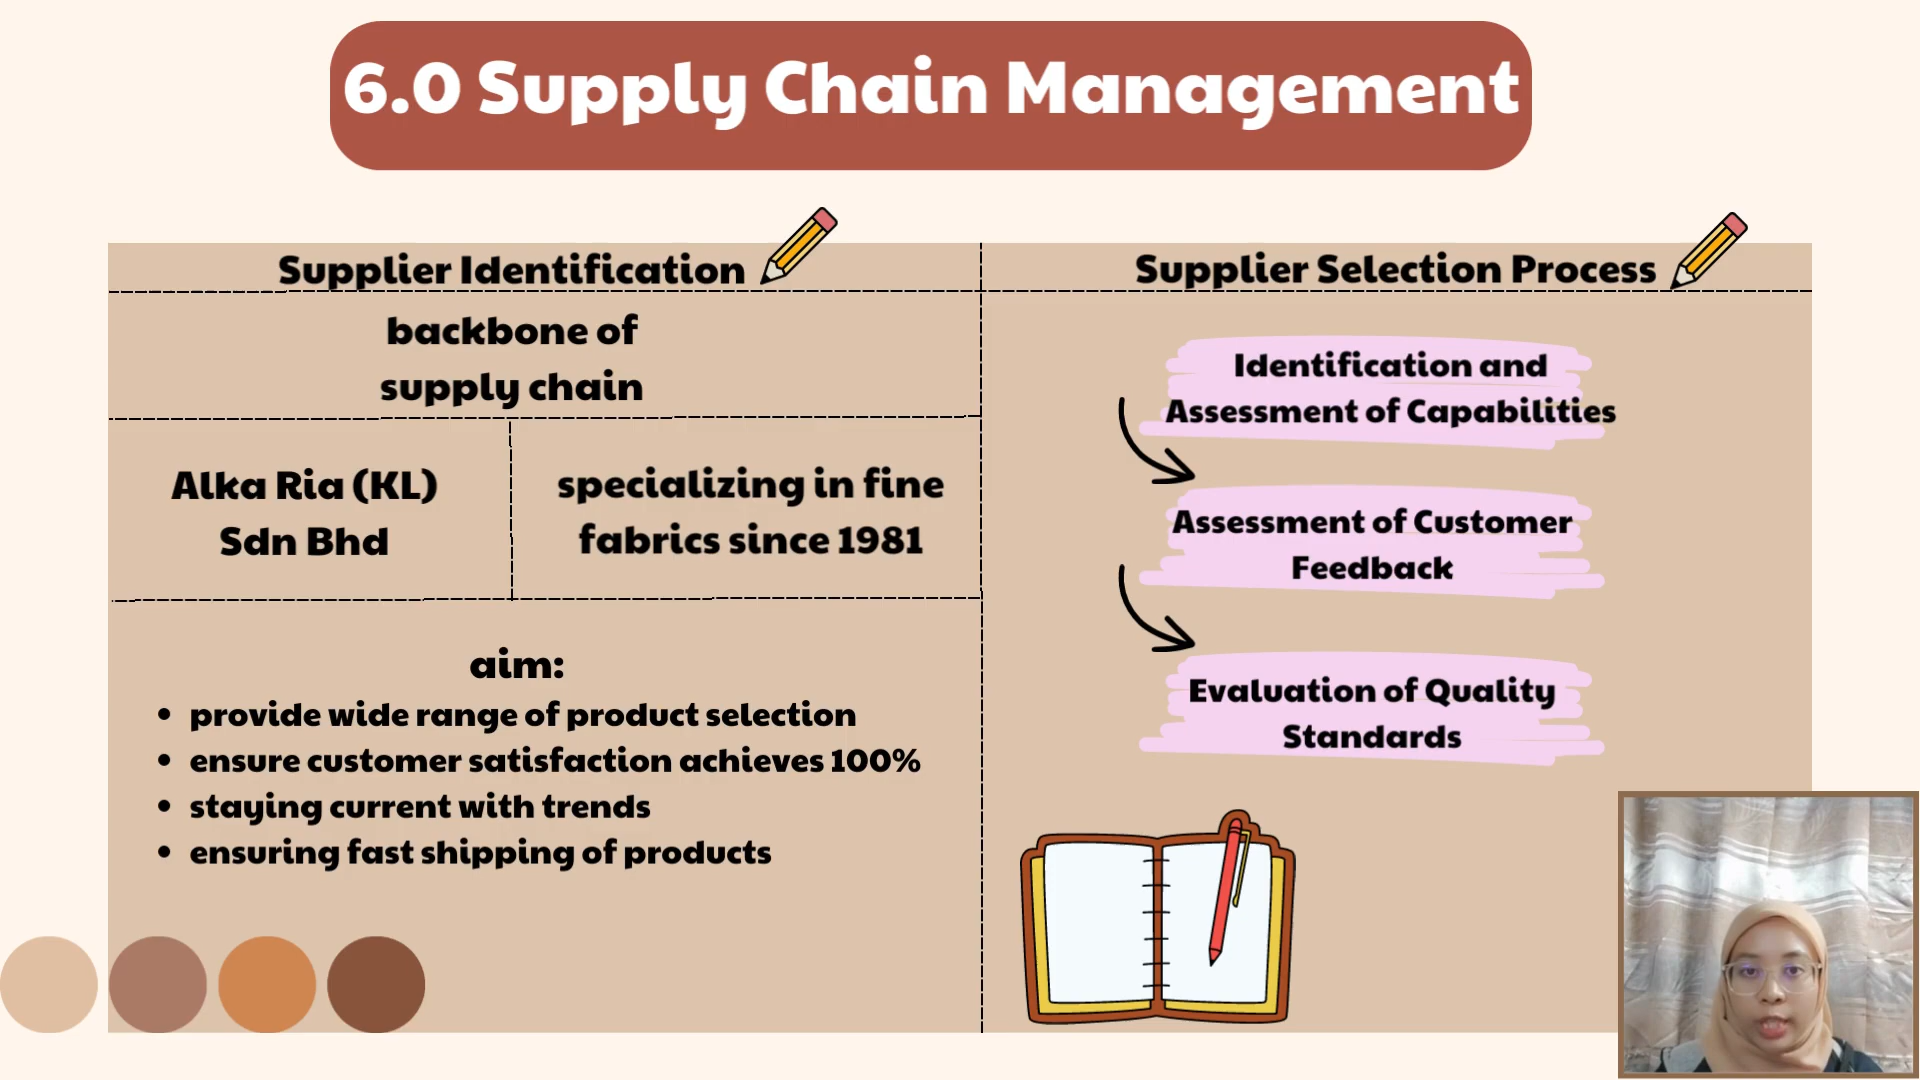 6.0 Supply Chain Management
Supplier Identification
backbone of
supply chain
Alka Ria (KL)
Sdn Bhd
specializing in fine
fabrics since 1981
aim:
• provide wide range of product selection
• ensure customer satisfaction achieves 100%
• staying current with trends
• ensuring fast shipping of products
Supplier Selection Process
Identification and
Assessment of Capabilities
Assessment of Customer
Feedback
Evaluation of Quality
Standards